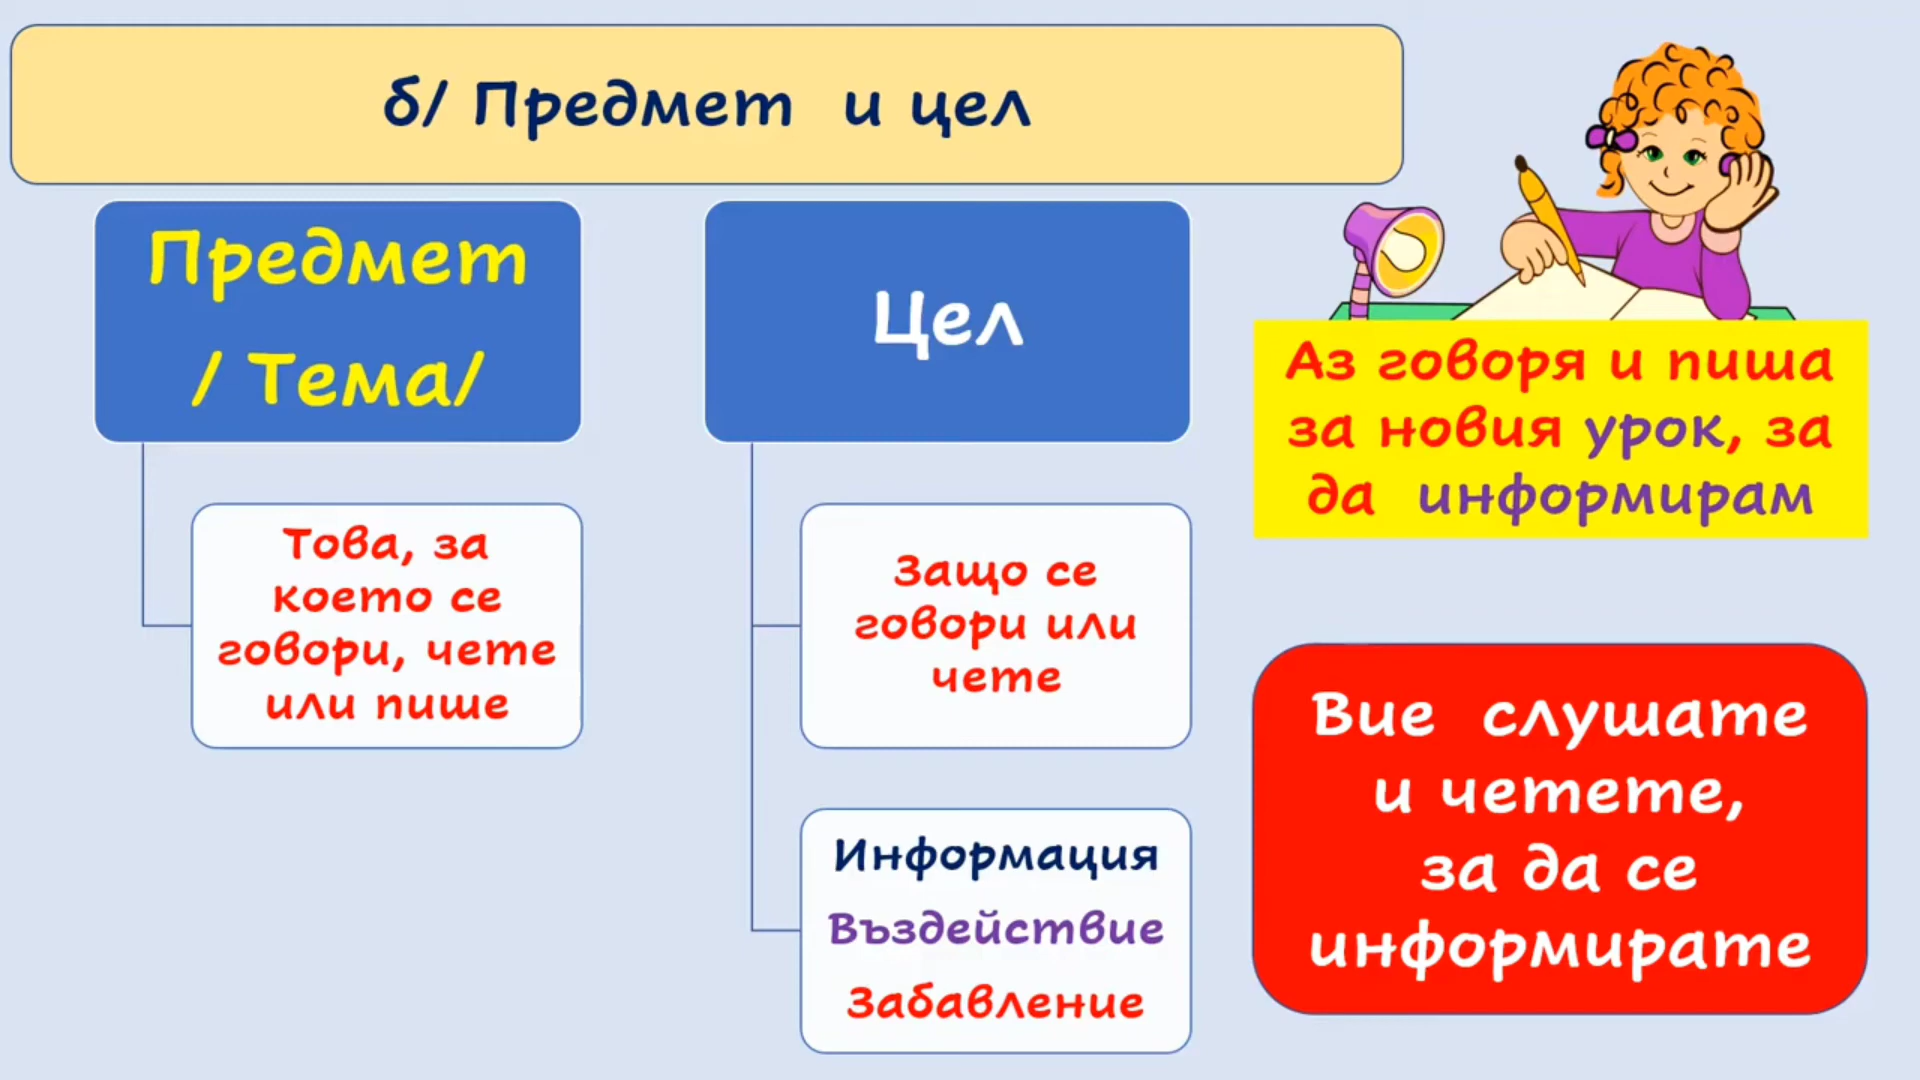 б/ Предмет и цел
Предмет
/ Тема/
Това, за
което се
говори, чете
или пише
Цел
Защо се
говори или
чете
Информация
Въздействие
Забавление
Аз говоря и пиша
за новия урок, за
да информирам
Вие слушате
и четете,
за да се
информирате